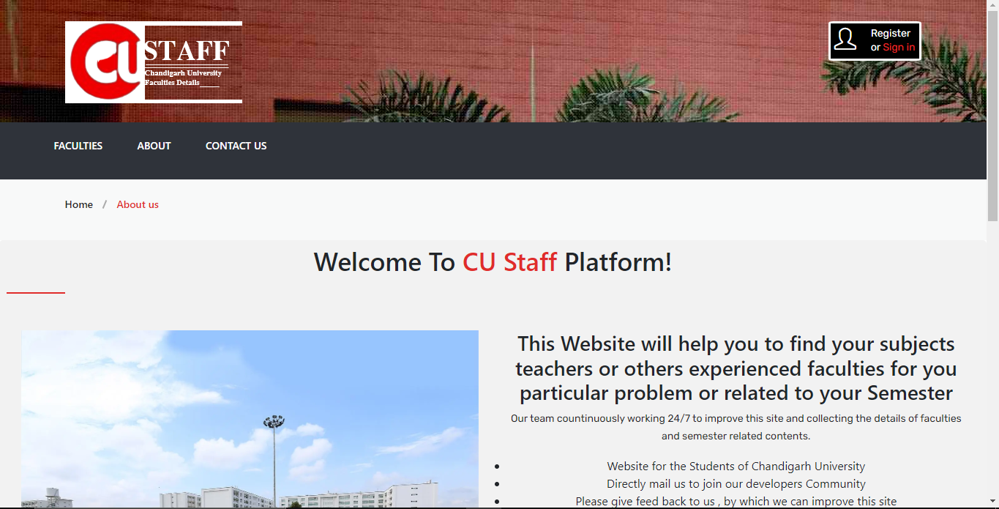 CU STAFF
Chandigarh University
Faculties Details
Register
or Sign in
FACULTIES ABOUT CONTACT US
Home / About us
Welcome To CU Staff Platform!
This Website will help you to find your subjects
teachers or others experienced faculties for you
particular problem or related to your Semester
Our team countinuously working 24/7 to improve this site and collecting the details of faculties
and semester related contents.
• Website for the Students of Chandigarh University
• Directly mail us to join our developers Community
• Please give feed back to us , by which we can improve this site